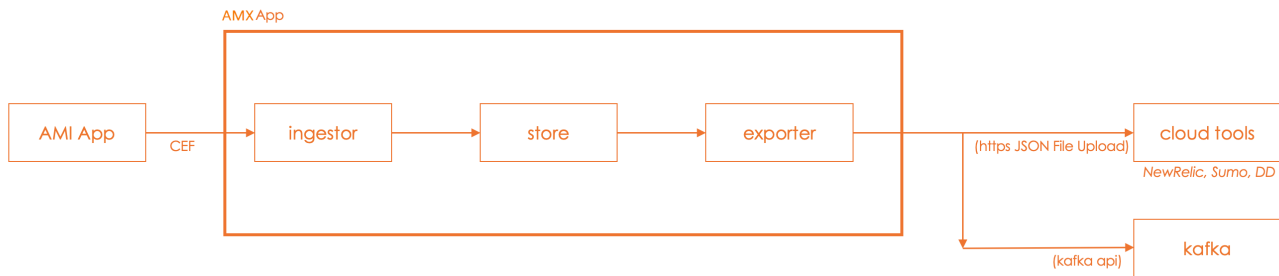 AMX App
AMI App
CEF
ingestor
store
exporter
(https JSON File Upload)
cloud tools
NewRelic, Sumo, DD
(kafka api)
kafka